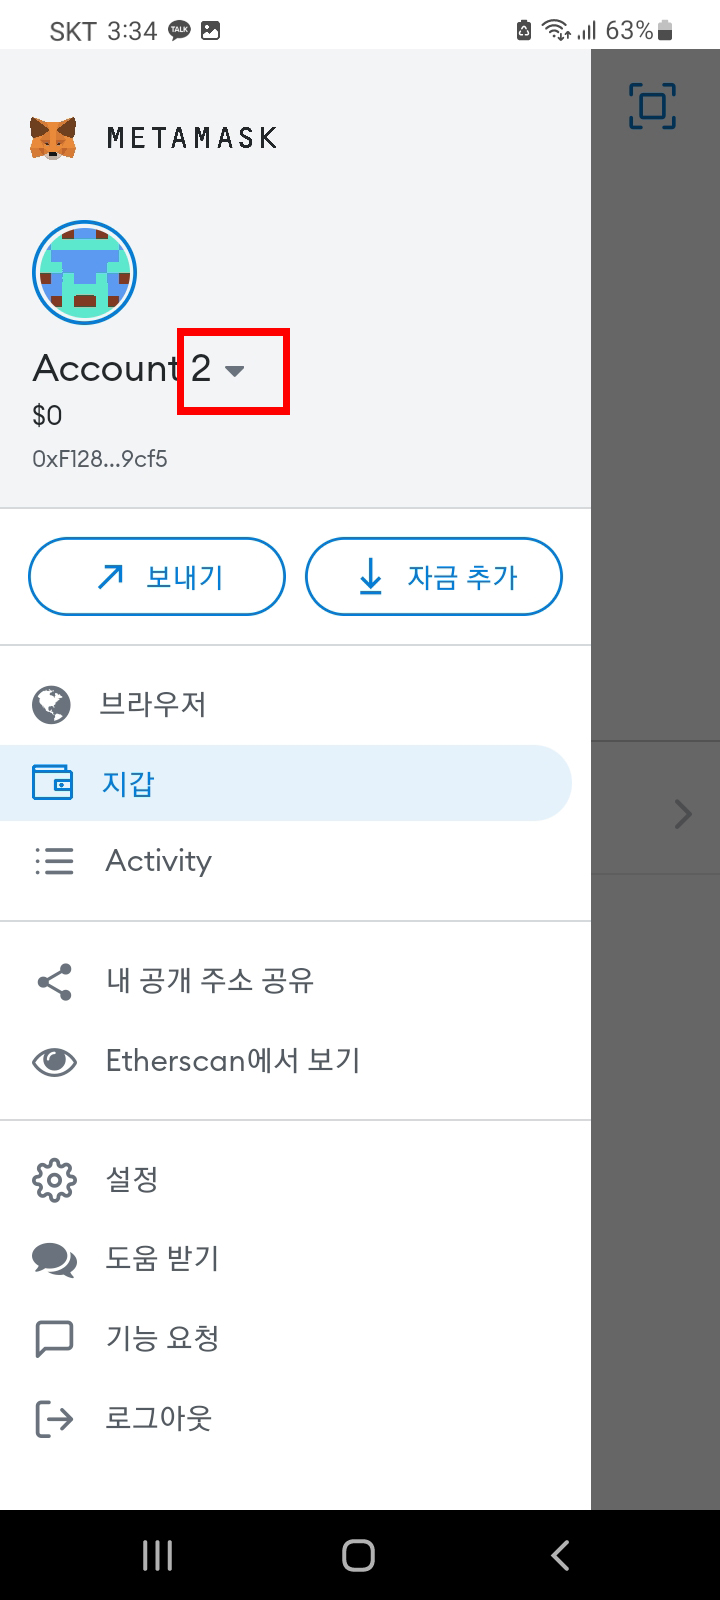 SKT 3:34 TALK 63%
METAMASK
Account 2
$0
0xF128...9cf5
보내기 자금 추가
브라우저
지갑
Activity
내 공개 주소 공유
Etherscan에서 보기
설정
도움 받기
기능 요청
로그아웃